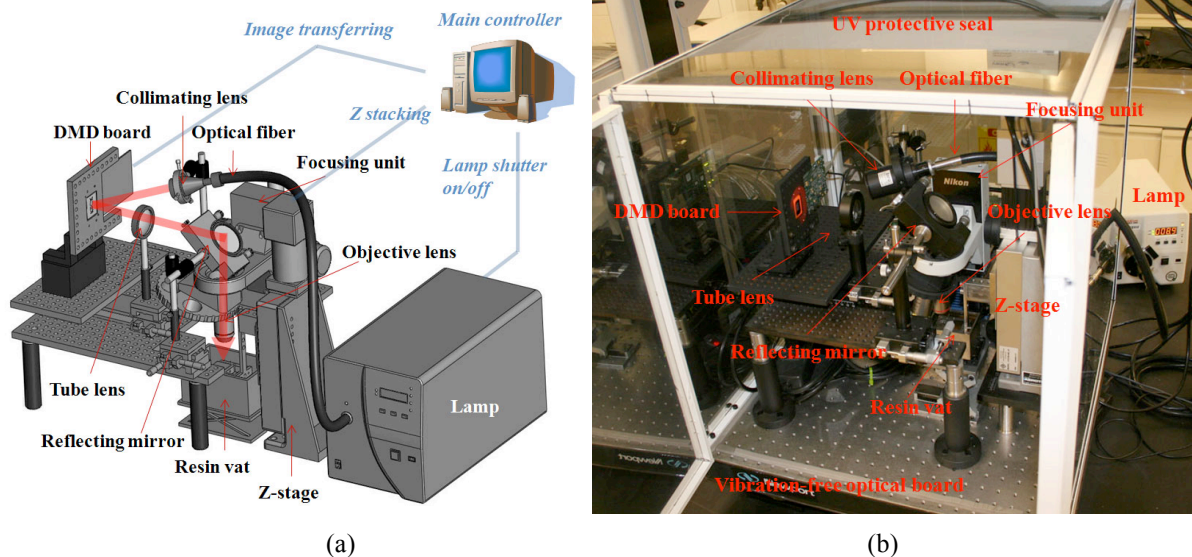 Image transferring
Main controller
Collimating lens
Z stacking
DMD board
Optical fiber
Focusing unit
Lamp shutter
on/off
Objective lens
Tube lens
Lamp
Reflecting mirror
Resin vat
Z-stage
(a)
UV protective seal
Collimating lens
Optical fiber
Focusing unit
Nikon
Lamp
DMD board
Objective lens
0089
Tube lens
Z-stage
Reflecting mirror
Resin vat
Newport
Vibration-free optical board
(b)